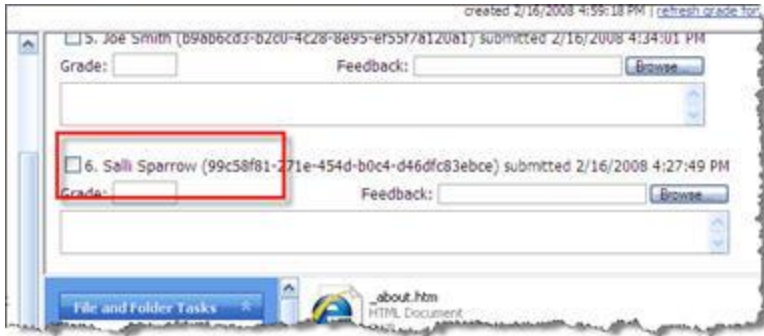 created 2/16/2008 4:59:18 PM | refresh grade for
5. Joe Smith (b9ab6cd3-b2c0-4c28-8e95-ef55f7a120a1) submitted 2/16/2008 4:34:01 PM
Grade: Feedback: Browse...
6. Salli Sparrow (99c58f81-271e-454d-b0c4-d46dfc83ebce) submitted 2/16/2008 4:27:49 PM
Grade: Feedback: Browse...
File and Folder Tasks
_about.htm
HTML Document